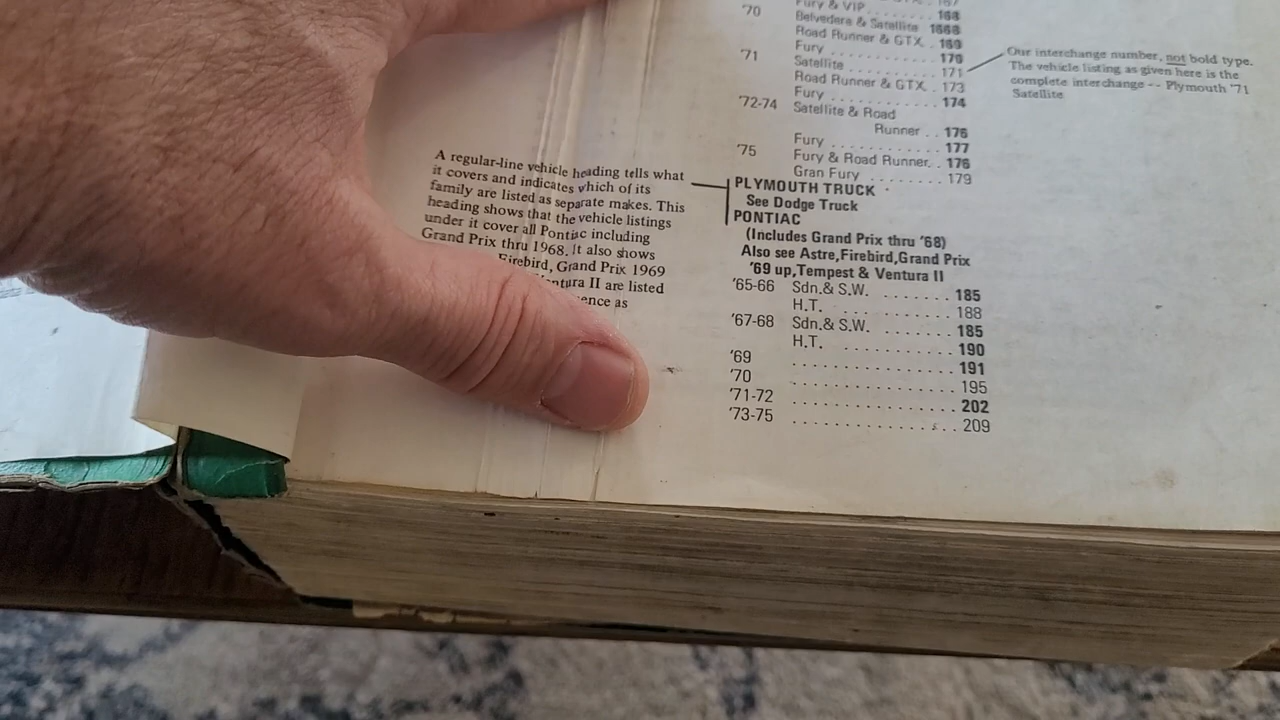 Fury & VIP ........ 167
'70 Belvedere & Satellite 1668
Road Runner & GTX . 169
Fury ............ 170
'71 Satellite ........... 171
Road Runner & GTX . 173
Fury ............ 174
'72-74 Satellite & Road
Runner .. 176
Fury ............ 177
'75 Fury & Road Runner.. 176
Gran Fury ........ 179
Our interchange number, not bold type.
The vehicle listing as given here is the
complete interchange -- Plymouth '71
Satellite
A regular-line vehicle heading tells what
it covers and indicates which of its
family are listed as separate makes. This
heading shows that the vehicle listings
under it cover all Pontiac including
Grand Prix thru 1968. It also shows
Firebird, Grand Prix 1969
II are listed
as
PLYMOUTH TRUCK
See Dodge Truck
PONTIAC
(Includes Grand Prix thru '68)
Also see Astre,Firebird,Grand Prix
'69 up,Tempest & Ventura II
'65-66 Sdn.& S.W. ....... 185
H.T. ............ 188
'67-68 Sdn.& S.W. ....... 185
H.T. ............ 190
'69 ................. 191
'70 ................. 195
'71-72 ................. 202
'73-75 ................. 209